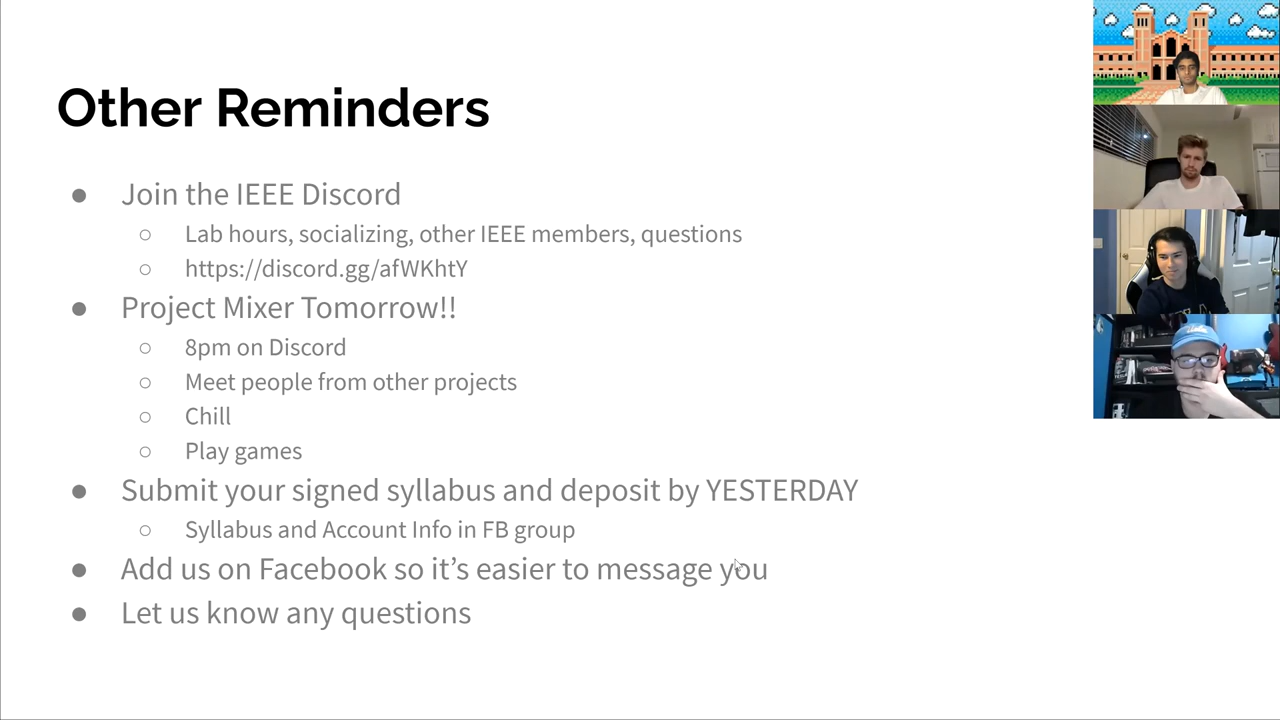 Other Reminders
● Join the IEEE Discord
○ Lab hours, socializing, other IEEE members, questions
○ https://discord.gg/afWKhtY
● Project Mixer Tomorrow!!
○ 8pm on Discord
○ Meet people from other projects
○ Chill
○ Play games
● Submit your signed syllabus and deposit by YESTERDAY
○ Syllabus and Account Info in FB group
● Add us on Facebook so it’s easier to message you
● Let us know any questions